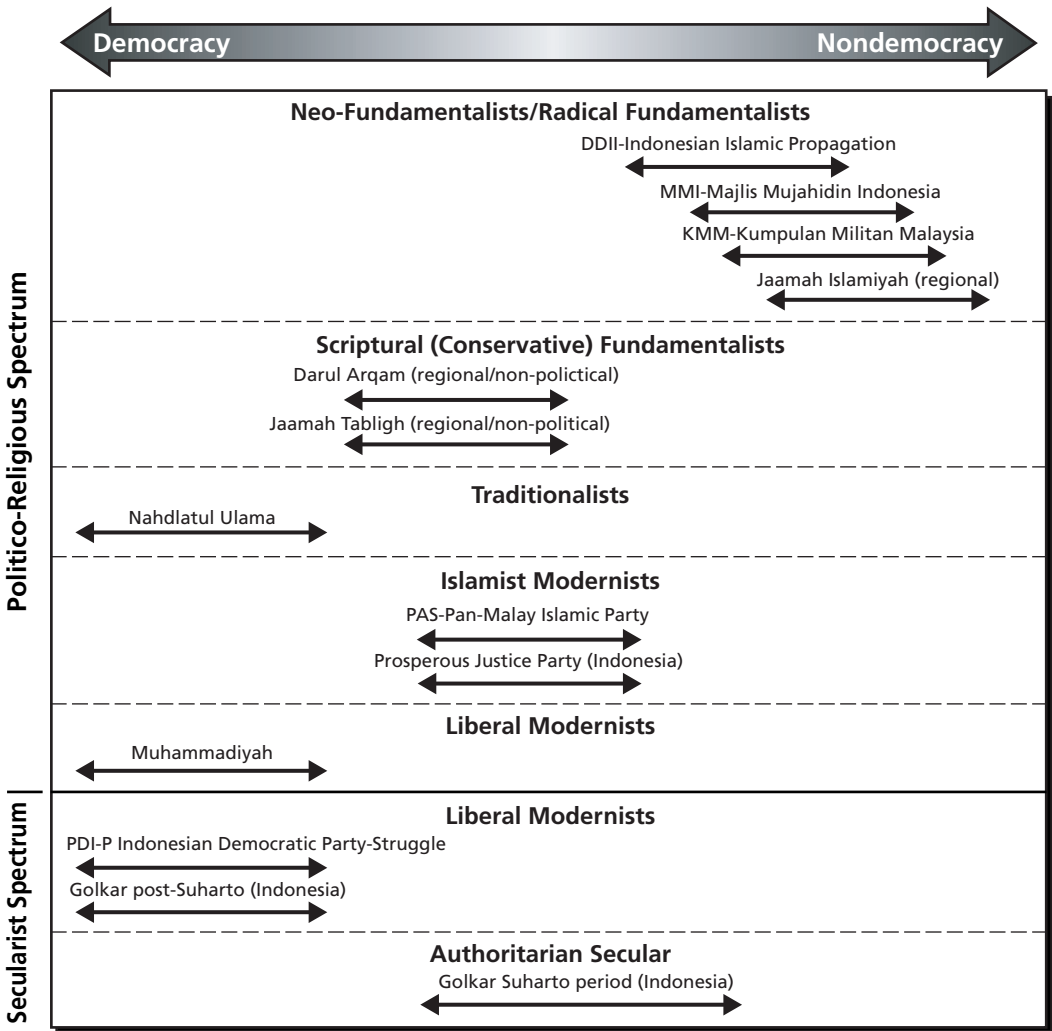 Democracy
Nondemocracy
Politico-Religious Spectrum
Neo-Fundamentalists/Radical Fundamentalists
DDII-Indonesian Islamic Propagation
MMI-Majlis Mujahidin Indonesia
KMM-Kumpulan Militan Malaysia
Jaamah Islamiyah (regional)
Scriptural (Conservative) Fundamentalists
Darul Arqam (regional/non-polictical)
Jaamah Tabligh (regional/non-political)
Traditionalists
Nahdlatul Ulama
Islamist Modernists
PAS-Pan-Malay Islamic Party
Prosperous Justice Party (Indonesia)
Liberal Modernists
Muhammadiyah
Secularist Spectrum
Liberal Modernists
PDI-P Indonesian Democratic Party-Struggle
Golkar post-Suharto (Indonesia)
Authoritarian Secular
Golkar Suharto period (Indonesia)